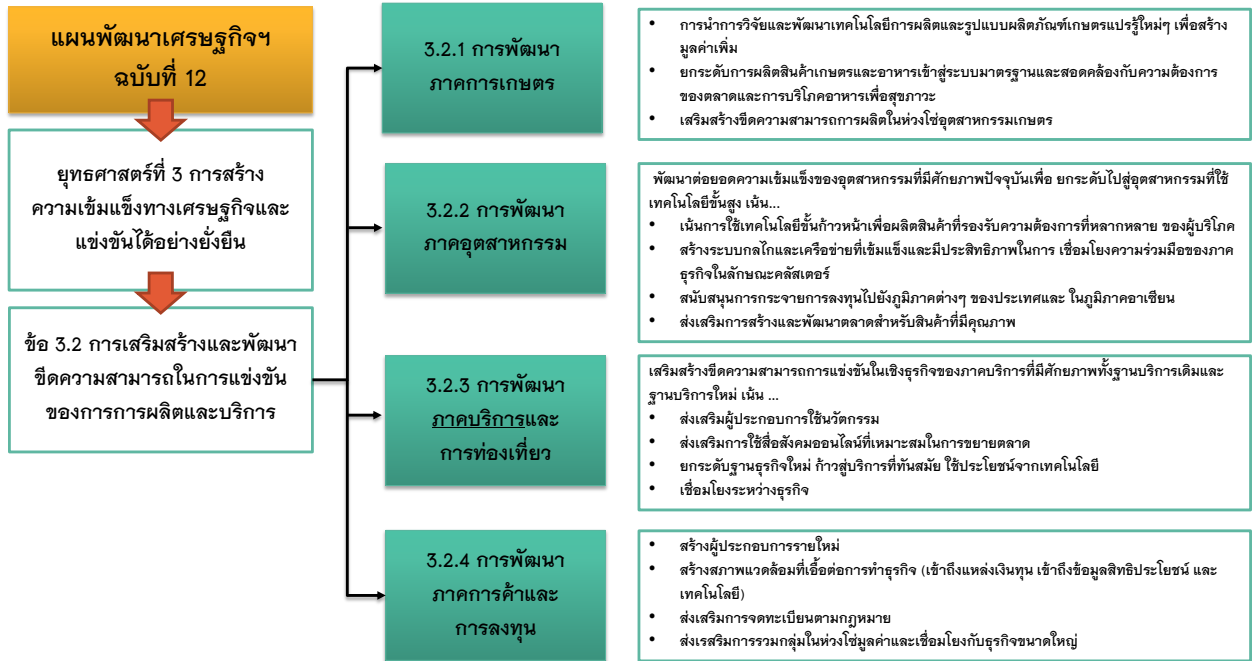 แผนพัฒนาเศรษฐกิจฯ
ฉบับที่ 12
ยุทธศาสตร์ที่ 3 การสร้าง
ความเข้มแข็งทางเศรษฐกิจและ
แข่งขันได้อย่างยั่งยืน
ข้อ 3.2 การเสริมสร้างและพัฒนา
ขีดความสามารถในการแข่งขัน
ของการการผลิตและบริการ
3.2.1 การพัฒนา
ภาคการเกษตร
• การนำการวิจัยและพัฒนาเทคโนโลยีการผลิตและรูปแบบผลิตภัณฑ์เกษตรแปรรู้ใหม่ๆ เพื่อสร้าง
มูลค่าเพิ่ม
• ยกระดับการผลิตสินค้าเกษตรและอาหารเข้าสู่ระบบมาตรฐานและสอดคล้องกับความต้องการ
ของตลาดและการบริโภคอาหารเพื่อสุขภาวะ
• เสริมสร้างขีดความสามารถการผลิตในห่วงโซ่อุตสาหกรรมเกษตร
3.2.2 การพัฒนา
ภาคอุตสาหกรรม
พัฒนาต่อยอดความเข้มแข็งของอุตสาหกรรมที่มีศักยภาพปัจจุบันเพื่อ ยกระดับไปสู่อุตสาหกรรมที่ใช้
เทคโนโลยีขั้นสูง เน้น...
• เน้นการใช้เทคโนโลยีขั้นก้าวหน้าเพื่อผลิตสินค้าที่รองรับความต้องการที่หลากหลาย ของผู้บริโภค
• สร้างระบบกลไกและเครือข่ายที่เข้มแข็งและมีประสิทธิภาพในการ เชื่อมโยงความร่วมมือของภาค
ธุรกิจในลักษณะคลัสเตอร์
• สนับสนุนการกระจายการลงทุนไปยังภูมิภาคต่างๆ ของประเทศและ ในภูมิภาคอาเซียน
• ส่งเสริมการสร้างและพัฒนาตลาดสำหรับสินค้าที่มีคุณภาพ
3.2.3 การพัฒนา
ภาคบริการและ
การท่องเที่ยว
เสริมสร้างขีดความสามารถการแข่งขันในเชิงธุรกิจของภาคบริการที่มีศักยภาพทั้งฐานบริการเดิมและ
ฐานบริการใหม่ เน้น ...
• ส่งเสริมผู้ประกอบการใช้นวัตกรรม
• ส่งเสริมการใช้สื่อสังคมออนไลน์ที่เหมาะสมในการขยายตลาด
• ยกระดับฐานธุรกิจใหม่ ก้าวสู่บริการที่ทันสมัย ใช้ประโยชน์จากเทคโนโลยี
• เชื่อมโยงระหว่างธุรกิจ
3.2.4 การพัฒนา
ภาคการค้าและ
การลงทุน
• สร้างผู้ประกอบการรายใหม่
• สร้างสภาพแวดล้อมที่เอื้อต่อการทำธุรกิจ (เข้าถึงแหล่งเงินทุน เข้าถึงข้อมูลสิทธิประโยชน์ และ
เทคโนโลยี)
• ส่งเสริมการจดทะเบียนตามกฎหมาย
• ส่งเรสริมการรวมกลุ่มในห่วงโซ่มูลค่าและเชื่อมโยงกับธุรกิจขนาดใหญ่